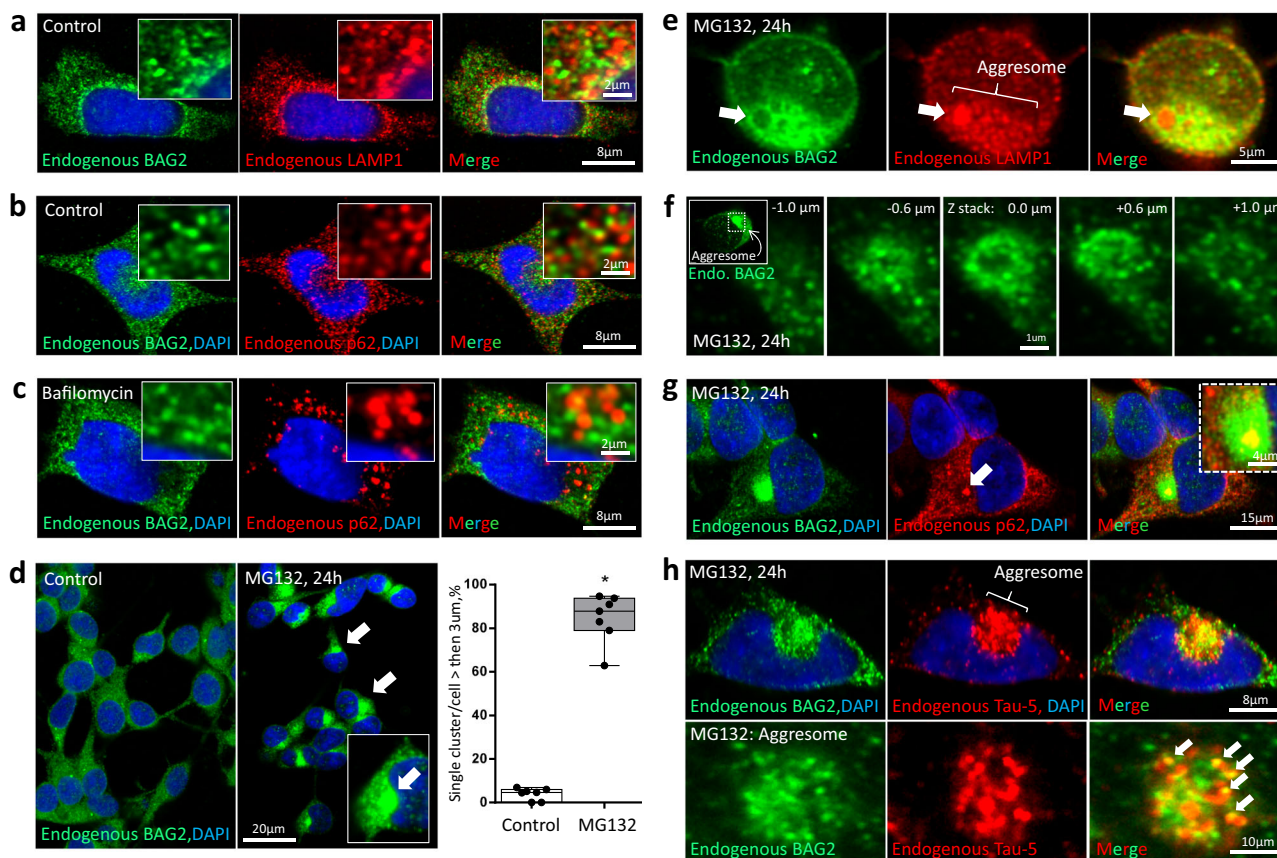 a
Control
2µm
Endogenous BAG2
Endogenous LAMP1
Merge
8µm
b
Control
2µm
Endogenous BAG2,DAPI
Endogenous p62,DAPI
Merge
8µm
c
Bafilomycin
2µm
Endogenous BAG2,DAPI
Endogenous p62,DAPI
Merge
8µm
d
Control
MG132, 24h
Endogenous BAG2,DAPI
20µm
Single cluster/cell > then 3um,%
100
80
60
40
20
0
*
Control
MG132
e
MG132, 24h
Aggresome
Endogenous BAG2
Endogenous LAMP1
Merge
5µm
f
Aggresome
Endo. BAG2
MG132, 24h
-1.0 µm
-0.6 µm
Z stack: 0.0 µm
+0.6 µm
+1.0 µm
1um
g
MG132, 24h
4µm
Endogenous BAG2,DAPI
Endogenous p62,DAPI
Merge
15µm
h
MG132, 24h
Aggresome
Endogenous BAG2,DAPI
Endogenous Tau-5, DAPI
Merge
8µm
MG132: Aggresome
Endogenous BAG2
Endogenous Tau-5
Merge
10µm